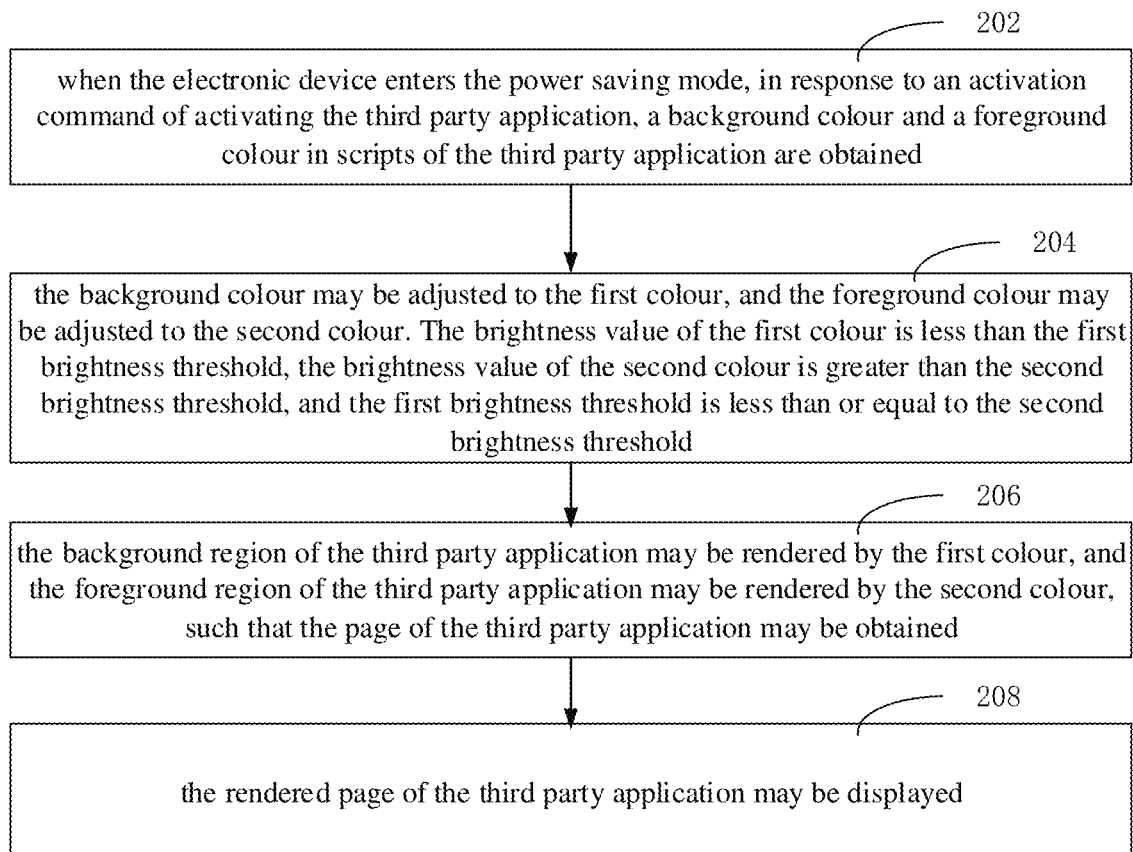 202
when the electronic device enters the power saving mode, in response to an activation
command of activating the third party application, a background colour and a foreground
colour in scripts of the third party application are obtained
204
the background colour may be adjusted to the first colour, and the foreground colour may
be adjusted to the second colour. The brightness value of the first colour is less than the first
brightness threshold, the brightness value of the second colour is greater than the second
brightness threshold, and the first brightness threshold is less than or equal to the second
brightness threshold
206
the background region of the third party application may be rendered by the first colour, and
the foreground region of the third party application may be rendered by the second colour,
such that the page of the third party application may be obtained
208
the rendered page of the third party application may be displayed